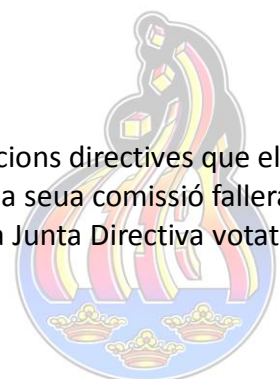 cions directives que el
a seua comissió faller
Junta Directiva votat